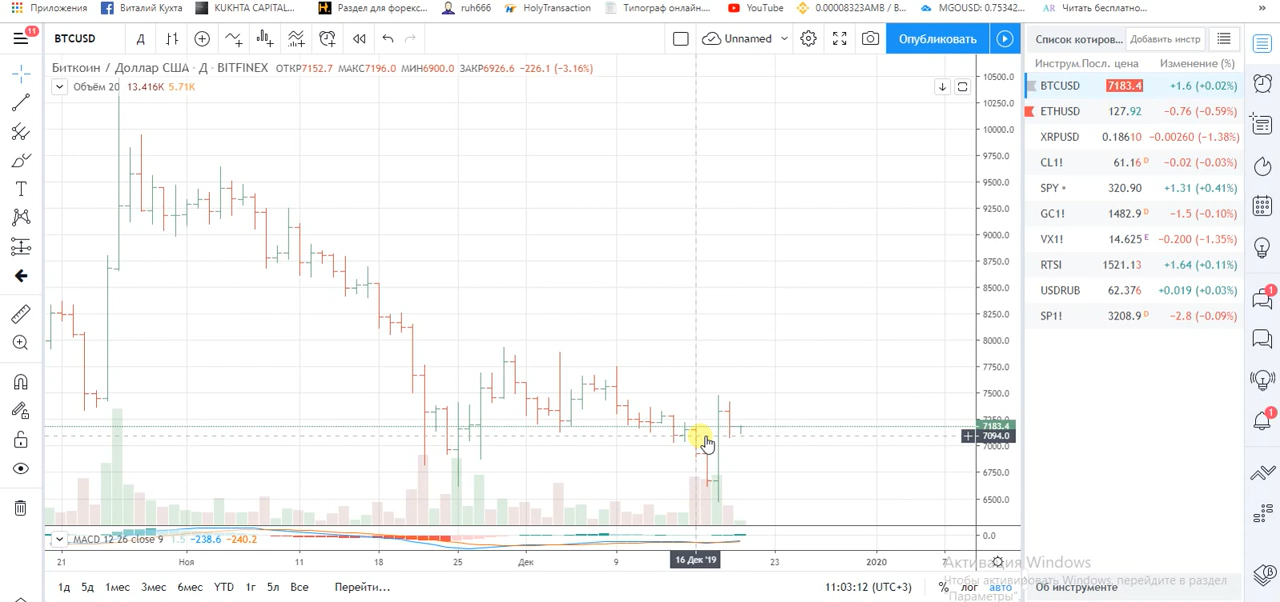 Приложения Виталий Кухта KUKHTA CAPITAL... Раздел для форекс... ruh666 HolyTransaction Типограф онлайн.... YouTube 0.00008323AMB / B... MGOUSD: 0.75342... Читать бесплатно... »
11 BTCUSD Д Unnamed Опубликовать Список котиров... Добавить инстр
Биткоин / Доллар США · Д · BITFINEX ОТКР7152.7 МАКС7196.0 МИН6900.0 ЗАКР6926.6 −226.1 (−3.16%)
Объём 20 13.416K 5.71K
Инструм. Посл. цена Изменение (%)
BTCUSD 7183.4 +1.6 (+0.02%)
ETHUSD 127.92 −0.76 (−0.59%)
XRPUSD 0.18610 −0.00260 (−1.38%)
CL1! 61.16 D −0.02 (−0.03%)
SPY 320.90 +1.31 (+0.41%)
GC1! 1482.9 D −1.5 (−0.10%)
VX1! 14.625 E −0.200 (−1.35%)
RTSI 1521.13 +1.64 (+0.11%)
USDRUB 62.376 +0.019 (+0.03%)
SP1! 3208.9 D −2.8 (−0.09%)
1
1
10500.0
10250.0
10000.0
9750.0
9500.0
9250.0
9000.0
8750.0
8500.0
8250.0
8000.0
7750.0
7500.0
7250.0
7183.4
7094.0
7000.0
6750.0
6500.0
0.0
MACD 12 26 close 9 1.5 −238.6 −240.2
21 Ноя 11 18 25 Дек 9 16 Дек '19 23 2020 7
Активация Windows
Чтобы активировать Windows, перейдите в раздел
"Параметры".
1д 5д 1мес 3мес 6мес YTD 1г 5л Все Перейти... 11:03:12 (UTC+3) % лог авто Об инструменте